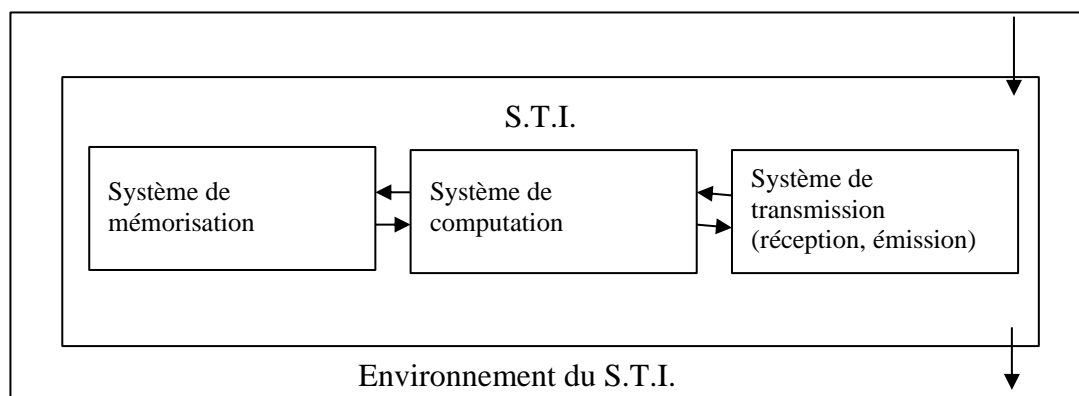 S.T.I.
Système de
mémorisation
Système de
computation
Système de
transmission
(réception, émission)
Environnement du S.T.I.